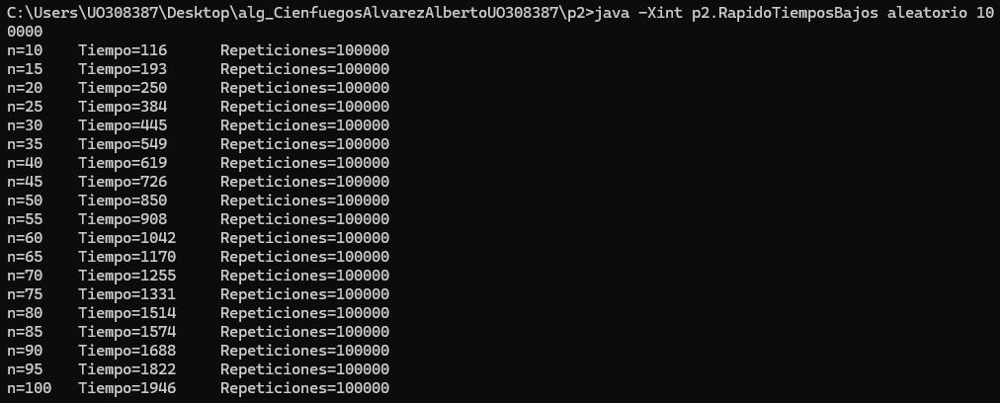 C:\Users\UO308387\Desktop\alg_CienfuegosAlvarezAlbertoUO308387\p2>java -Xint p2.RapidoTiemposBajos aleatorio 10
0000
n=10    Tiempo=116      Repeticiones=100000
n=15    Tiempo=193      Repeticiones=100000
n=20    Tiempo=250      Repeticiones=100000
n=25    Tiempo=384      Repeticiones=100000
n=30    Tiempo=445      Repeticiones=100000
n=35    Tiempo=549      Repeticiones=100000
n=40    Tiempo=619      Repeticiones=100000
n=45    Tiempo=726      Repeticiones=100000
n=50    Tiempo=850      Repeticiones=100000
n=55    Tiempo=908      Repeticiones=100000
n=60    Tiempo=1042     Repeticiones=100000
n=65    Tiempo=1170     Repeticiones=100000
n=70    Tiempo=1255     Repeticiones=100000
n=75    Tiempo=1331     Repeticiones=100000
n=80    Tiempo=1514     Repeticiones=100000
n=85    Tiempo=1574     Repeticiones=100000
n=90    Tiempo=1688     Repeticiones=100000
n=95    Tiempo=1822     Repeticiones=100000
n=100   Tiempo=1946     Repeticiones=100000